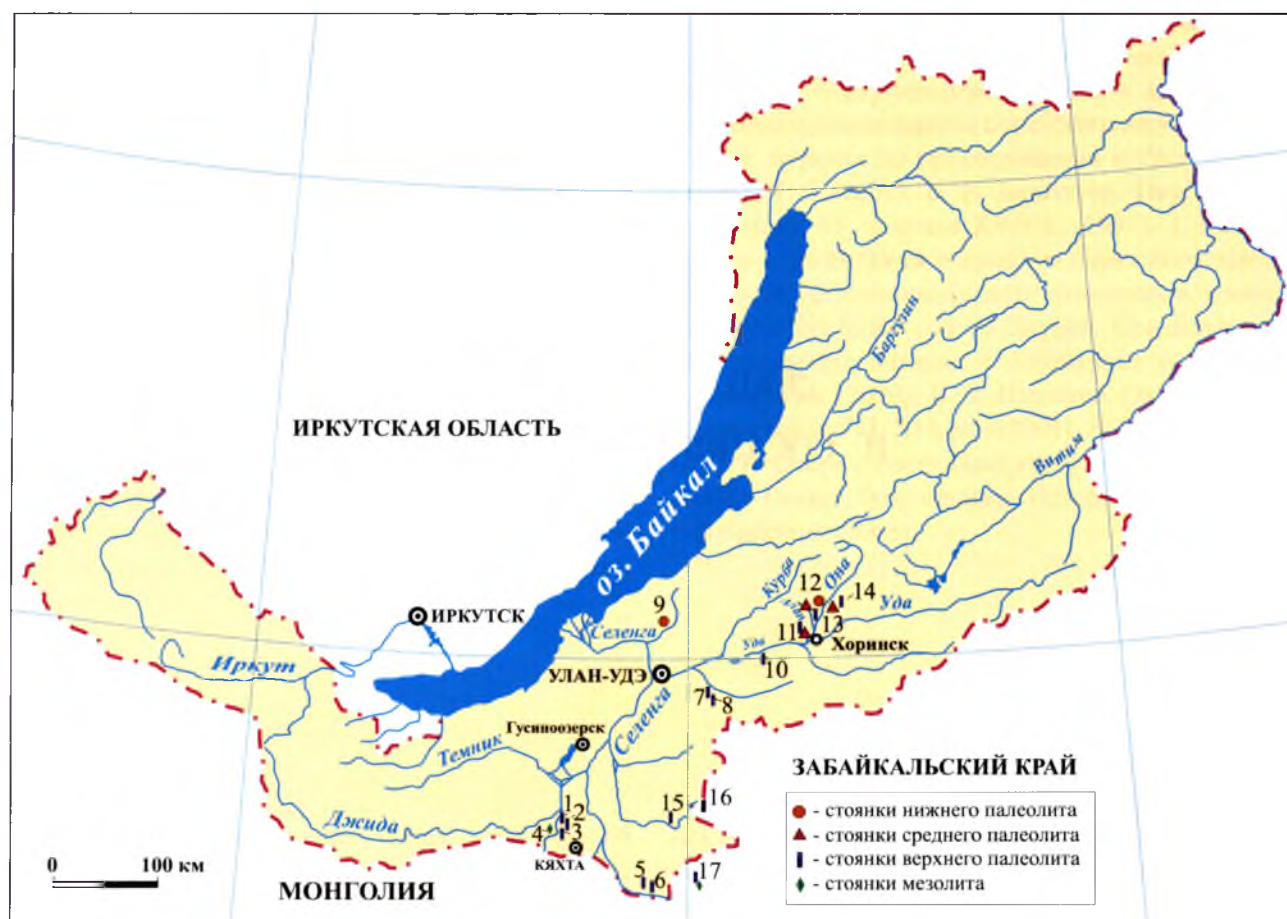 ИРКУТСКАЯ ОБЛАСТЬ
Баргузин
Витим
оз. Байкал
Курба
Она
12
14
9
Уда
ИРКУТСК
Селенга
11
13
Хоринск
Иркут
Уда
УЛАН-УДЭ
10
7
8
Селенга
Гусиноозерск
Темник
ЗАБАЙКАЛЬСКИЙ КРАЙ
- стоянки нижнего палеолита
- стоянки среднего палеолита
- стоянки верхнего палеолита
- стоянки мезолита
Джида
1
2
4
3
15
16
КЯХТА
0 100 км
МОНГОЛИЯ
5
6
17